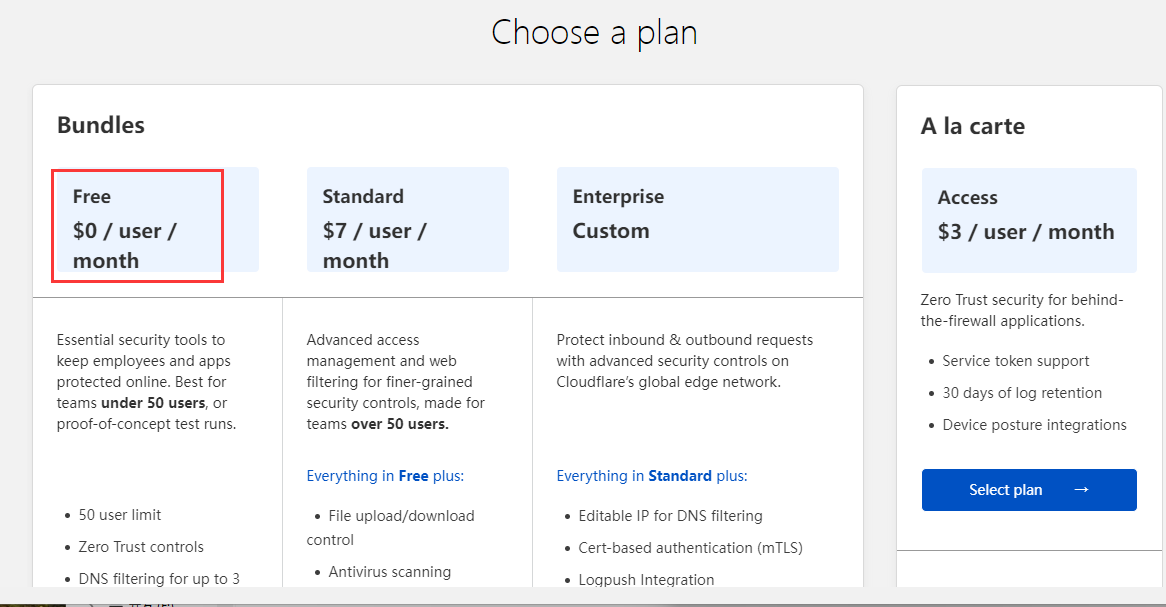 Choose a plan
Bundles
Free
$0 / user /
month
Standard
$7 / user /
month
Enterprise
Custom
Essential security tools to
keep employees and apps
protected online. Best for
teams under 50 users, or
proof-of-concept test runs.
• 50 user limit
• Zero Trust controls
• DNS filtering for up to 3
Advanced access
management and web
filtering for finer-grained
security controls, made for
teams over 50 users.
Everything in Free plus:
• File upload/download
control
• Antivirus scanning
Protect inbound & outbound requests
with advanced security controls on
Cloudflare’s global edge network.
Everything in Standard plus:
• Editable IP for DNS filtering
• Cert-based authentication (mTLS)
• Logpush Integration
A la carte
Access
$3 / user / month
Zero Trust security for behind-
the-firewall applications.
• Service token support
• 30 days of log retention
• Device posture integrations
Select plan →